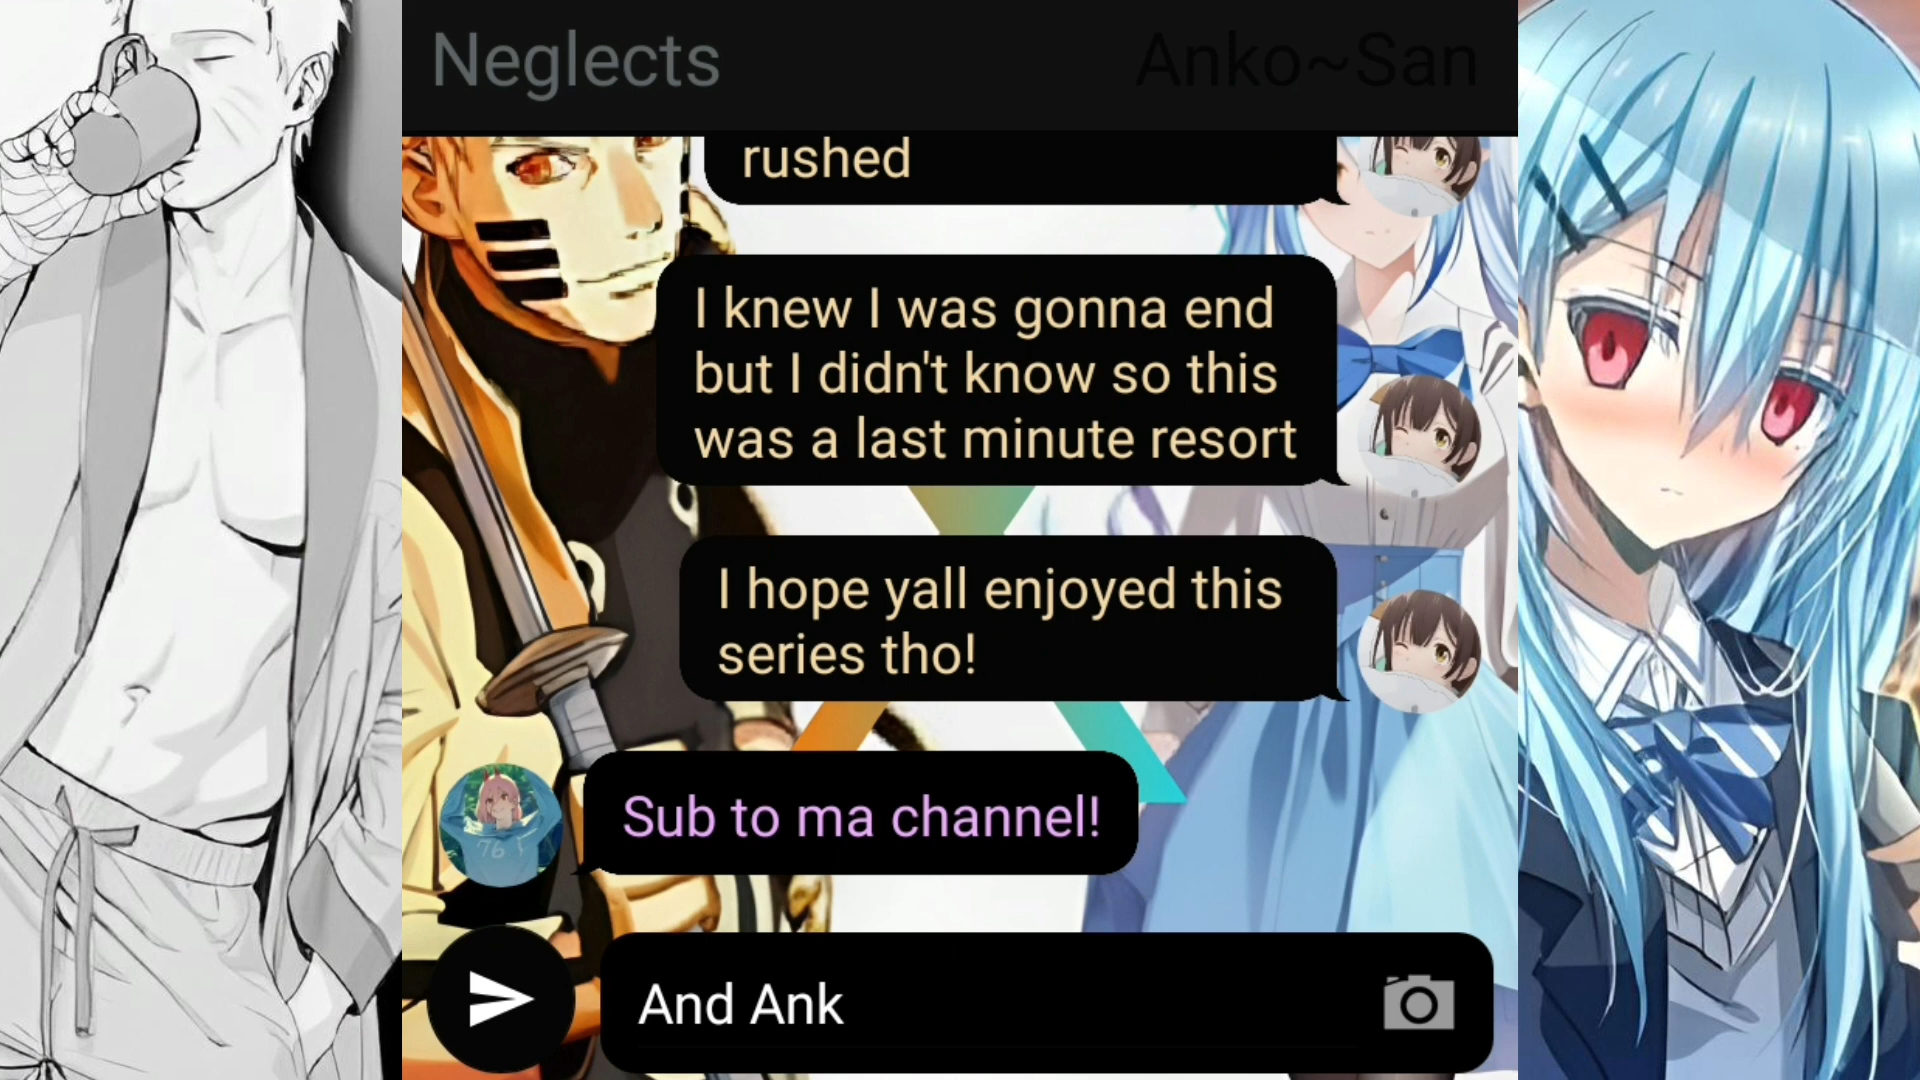 Neglects
Anko~San
rushed
I knew I was gonna end
but I didn't know so this
was a last minute resort
I hope yall enjoyed this
series tho!
76
Sub to ma channel!
And Ank